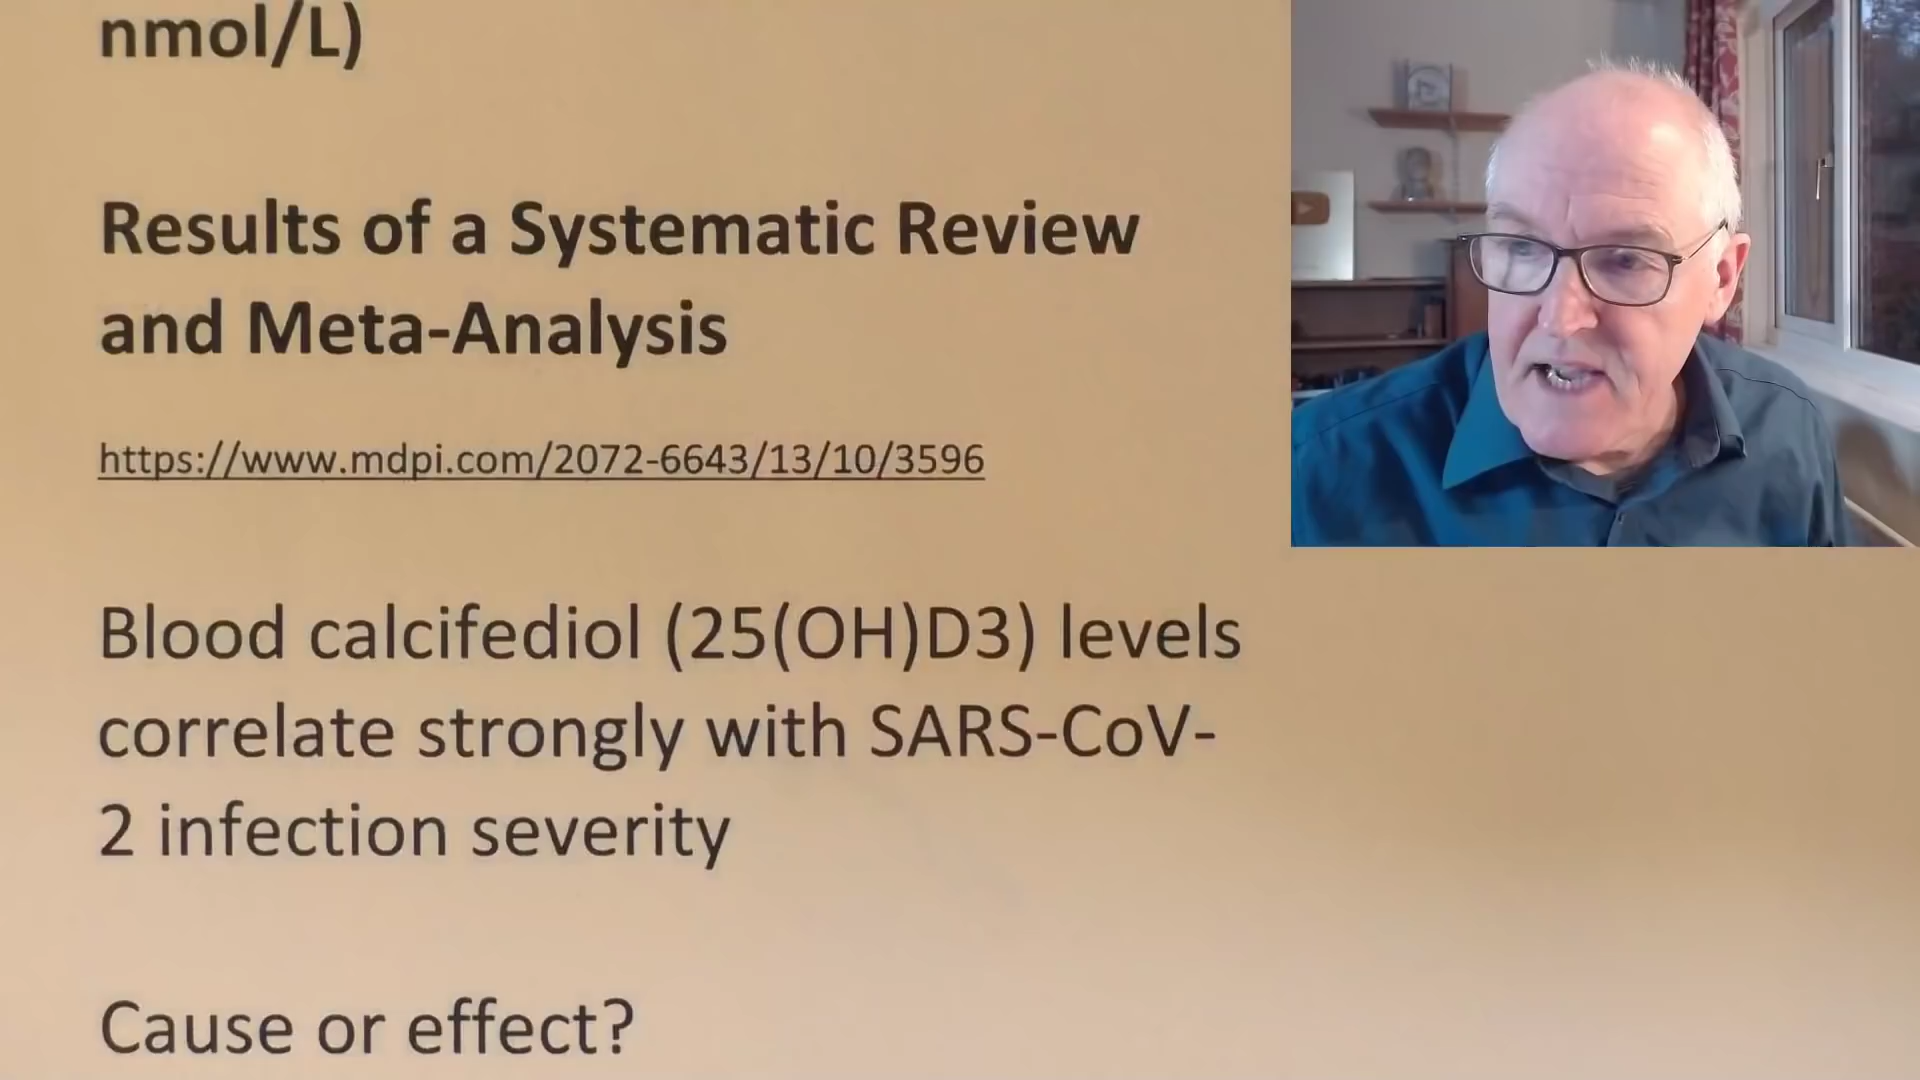 nmol/L)
Results of a Systematic Review
and Meta-Analysis
https://www.mdpi.com/2072-6643/13/10/3596
Blood calcifediol (25(OH)D3) levels
correlate strongly with SARS-CoV-
2 infection severity
Cause or effect?